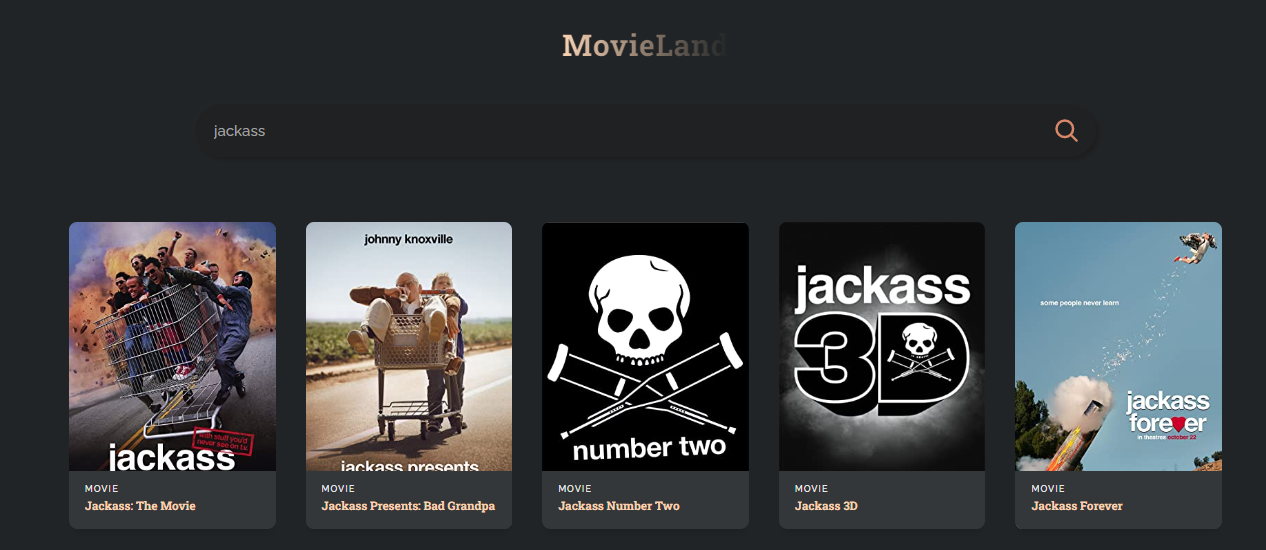 MovieLand
jackass
with stuff you'd
never see on t.v.
jackass
MOVIE
Jackass: The Movie
johnny knoxville
jackass presents
MOVIE
Jackass Presents: Bad Grandpa
number two
MOVIE
Jackass Number Two
jackass
3D
MOVIE
Jackass 3D
some people never learn
jackass
forever
in theatres october 22
MOVIE
Jackass Forever